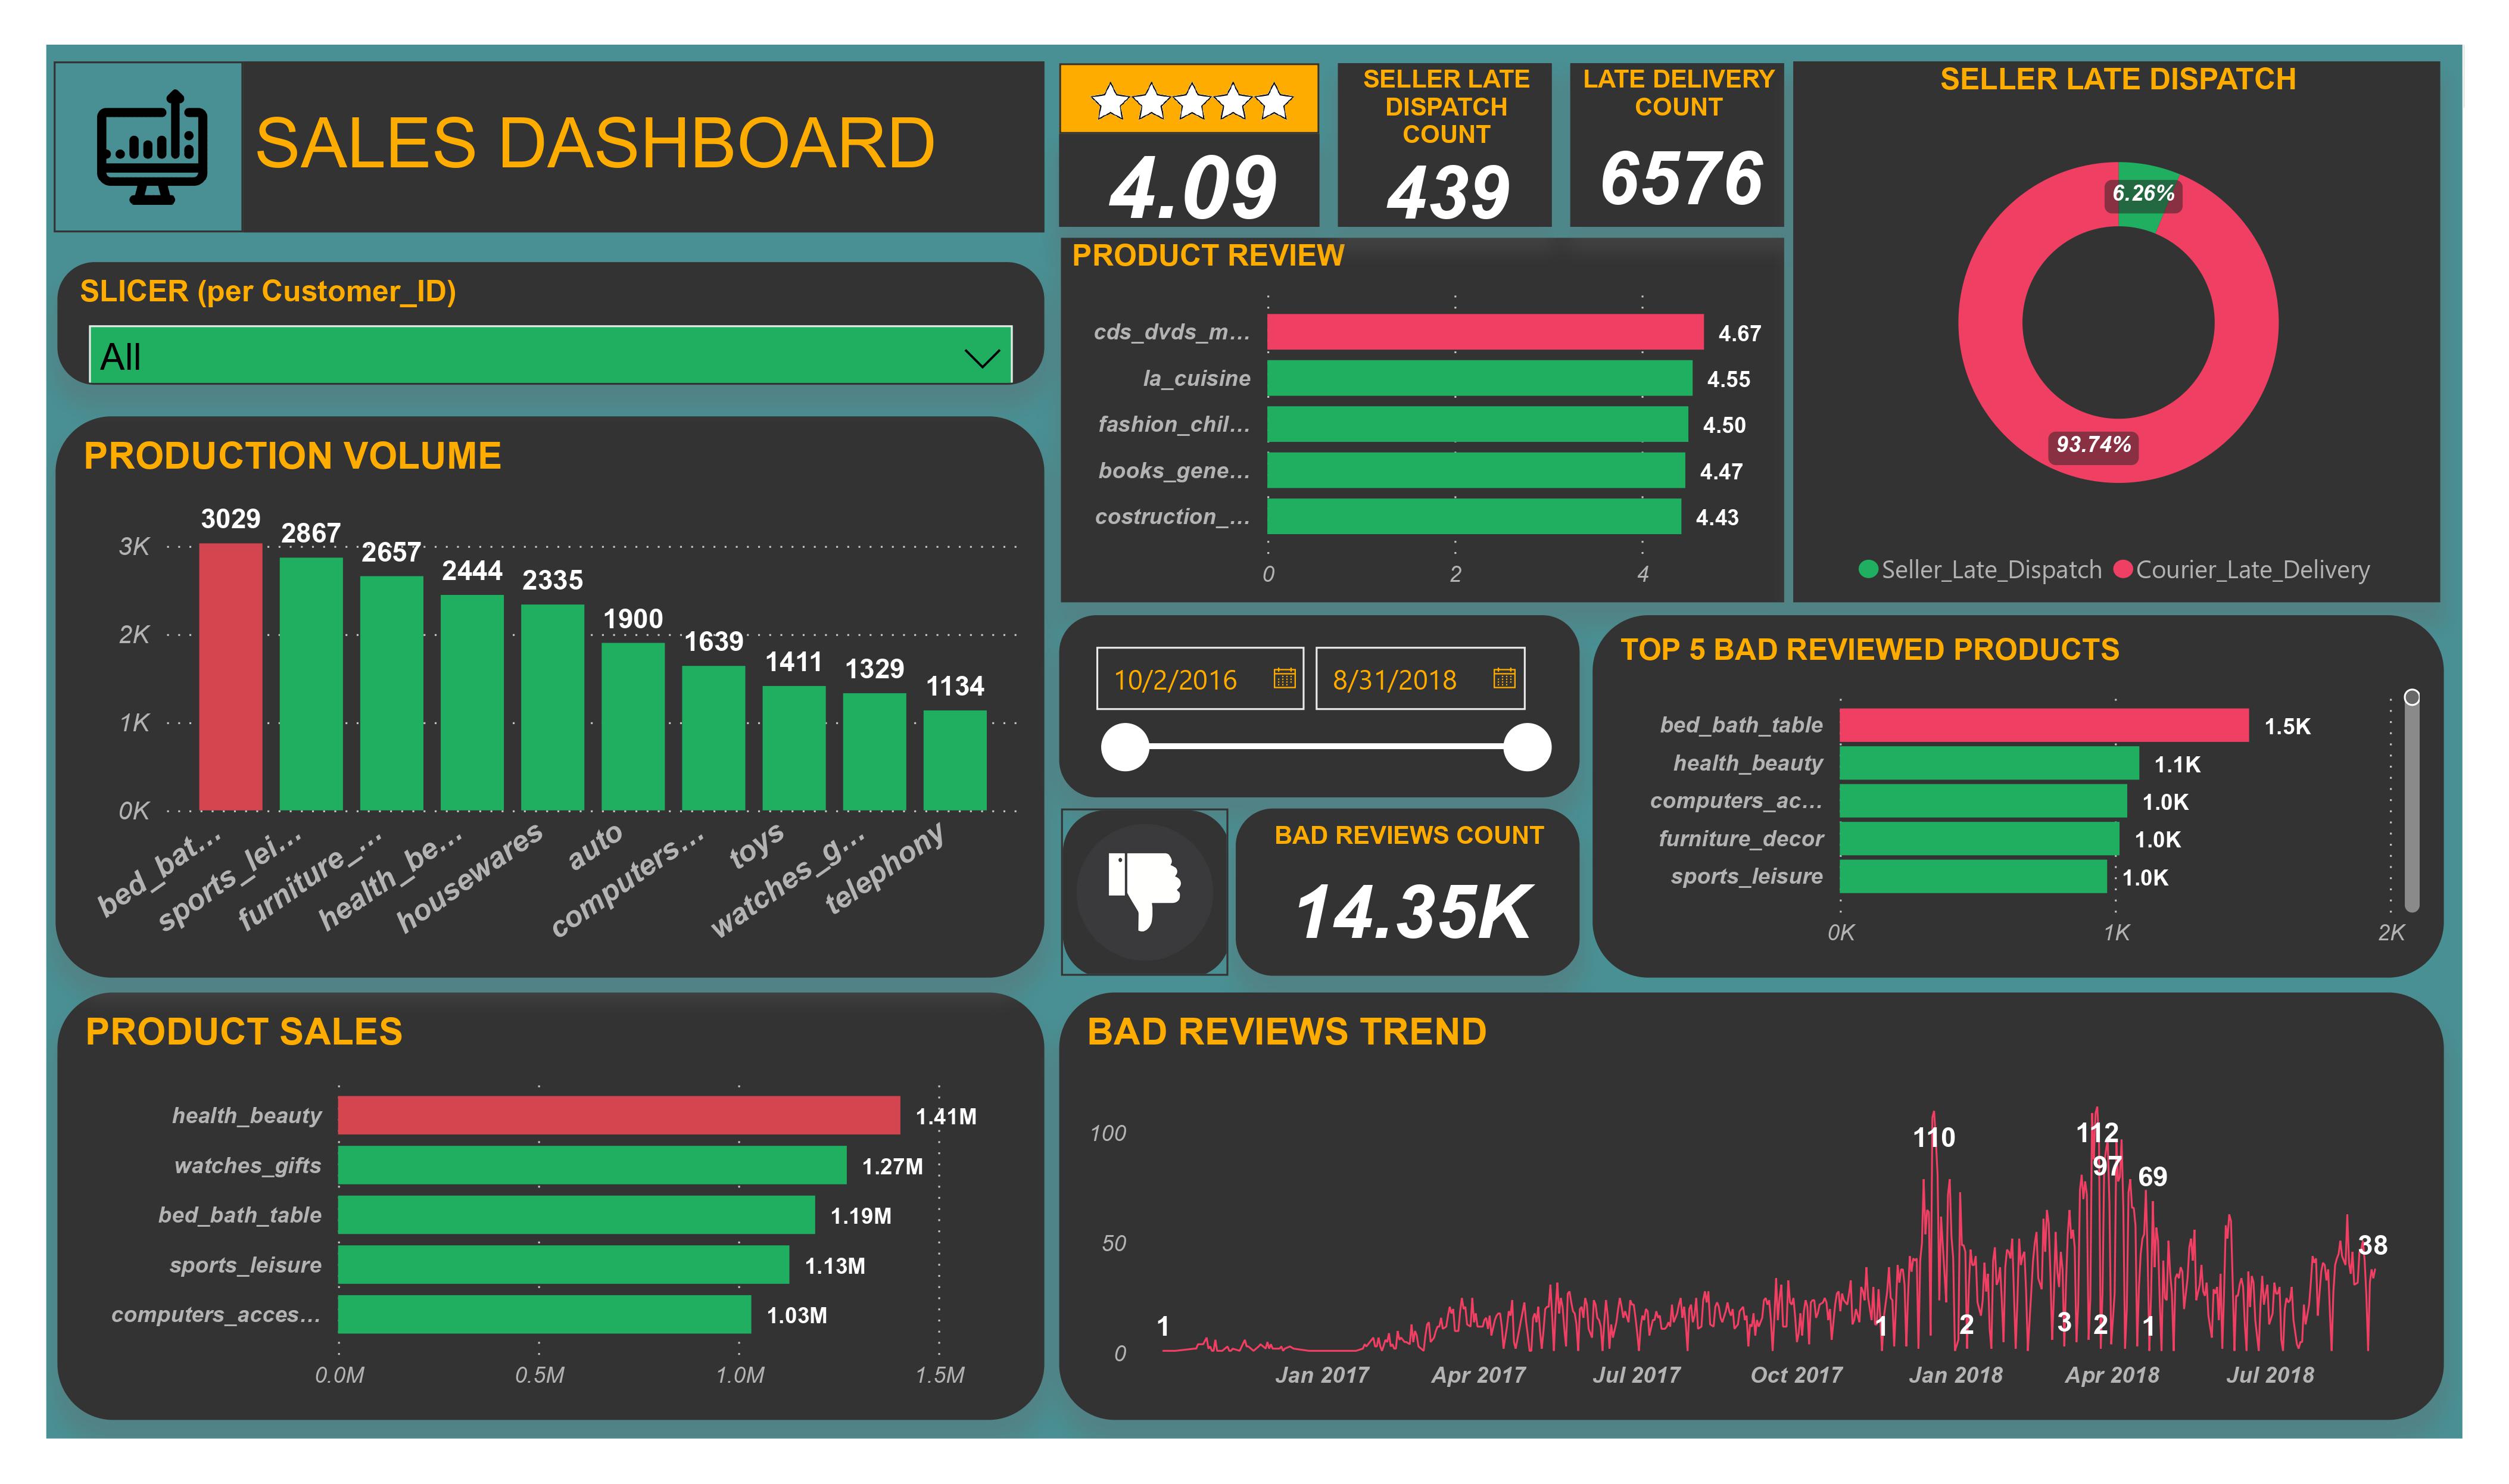 SALES DASHBOARD
4.09
SELLER LATE
DISPATCH
COUNT
439
LATE DELIVERY
COUNT
6576
SELLER LATE DISPATCH
6.26%
93.74%
Seller_Late_Dispatch
Courier_Late_Delivery
SLICER (per Customer_ID)
All
PRODUCT REVIEW
cds_dvds_m... 4.67
la_cuisine 4.55
fashion_chil... 4.50
books_gene... 4.47
costruction_... 4.43
0 2 4
PRODUCTION VOLUME
3K
2K
1K
0K
3029
2867
2657
2444
2335
1900
1639
1411
1329
1134
bed_bat...
sports_lei...
furniture_...
health_be...
housewares
auto
computers...
toys
watches_g...
telephony
10/2/2016
8/31/2018
BAD REVIEWS COUNT
14.35K
TOP 5 BAD REVIEWED PRODUCTS
bed_bath_table 1.5K
health_beauty 1.1K
computers_ac... 1.0K
furniture_decor 1.0K
sports_leisure 1.0K
0K 1K 2K
PRODUCT SALES
health_beauty 1.41M
watches_gifts 1.27M
bed_bath_table 1.19M
sports_leisure 1.13M
computers_acces... 1.03M
0.0M 0.5M 1.0M 1.5M
BAD REVIEWS TREND
100
50
0
1
1
110
2
3
112
97
2
69
1
38
Jan 2017 Apr 2017 Jul 2017 Oct 2017 Jan 2018 Apr 2018 Jul 2018